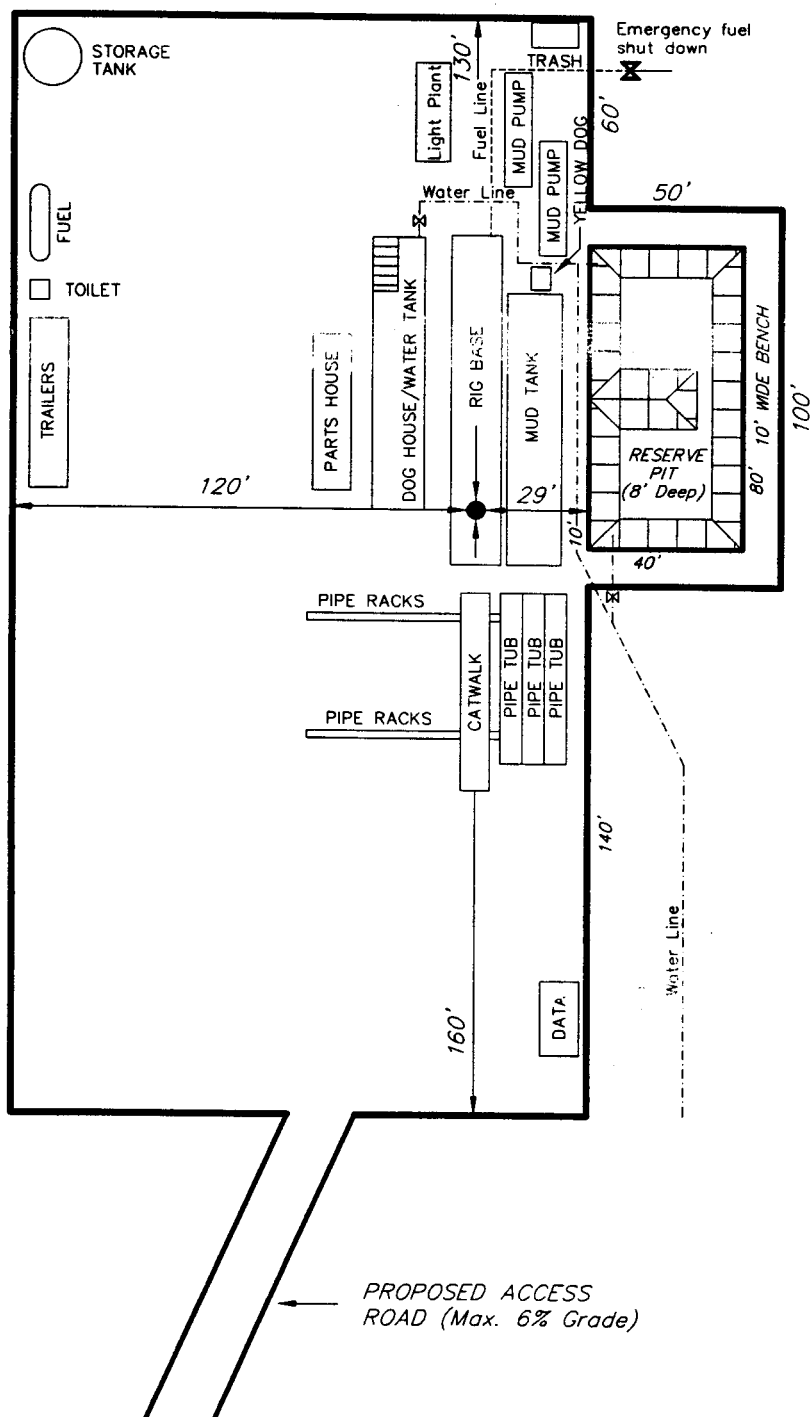 Emergency fuel
shut down
STORAGE
TANK
130'
TRASH
Light Plant
Fuel Line
MUD PUMP
60'
MUD PUMP
YELLOW DOG
Water Line
50'
FUEL
TOILET
TRAILERS
PARTS HOUSE
DOG HOUSE/WATER TANK
RIG BASE
MUD TANK
RESERVE
PIT
(8' Deep)
80'
10' WIDE BENCH
100'
120'
29'
10'
40'
PIPE RACKS
CATWALK
PIPE TUB
PIPE TUB
PIPE TUB
PIPE RACKS
140'
Water Line
160'
DATA
PROPOSED ACCESS
ROAD (Max. 6% Grade)